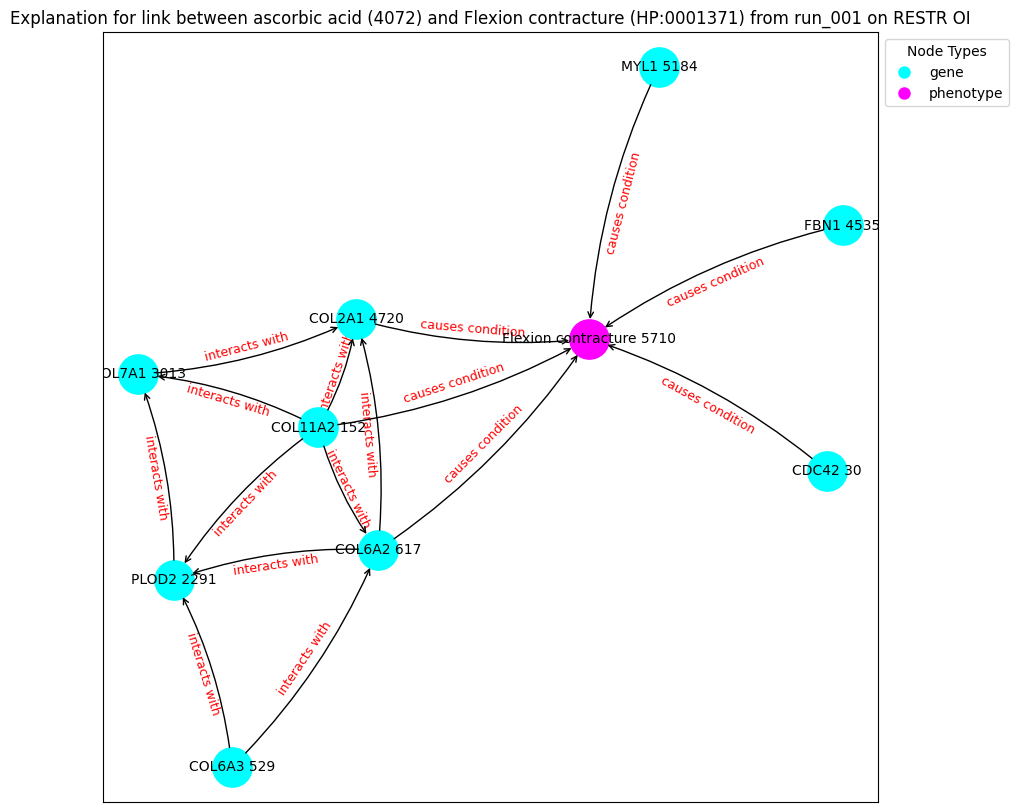 Explanation for link between ascorbic acid (4072) and Flexion contracture (HP:0001371) from run_001 on RESTR OI
Node Types
gene
phenotype
MYL1 5184
causes condition
FBN1 4535
causes condition
COL2A1 4720
causes condition
Flexion contracture 5710
interacts with
OL7A1 3013
interacts with
interacts with
causes condition
causes condition
COL11A2 152
interacts with
causes condition
CDC42 30
interacts with
interacts with
interacts with
COL6A2 617
interacts with
PLOD2 2291
interacts with
interacts with
COL6A3 529